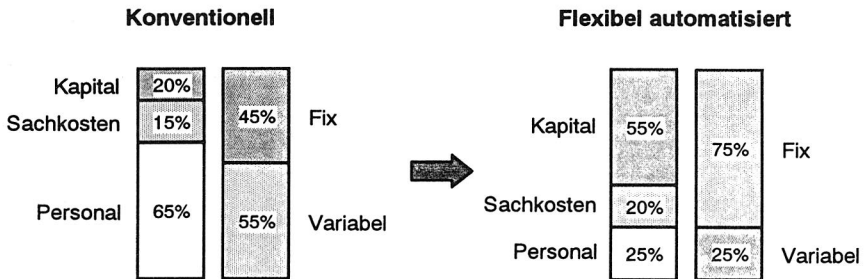 Konventionell
Flexibel automatisiert
Kapital 20%
Sachkosten 15%
Personal 65%
45% Fix
55% Variabel
Kapital 55%
Sachkosten 20%
Personal 25%
75% Fix
25% Variabel